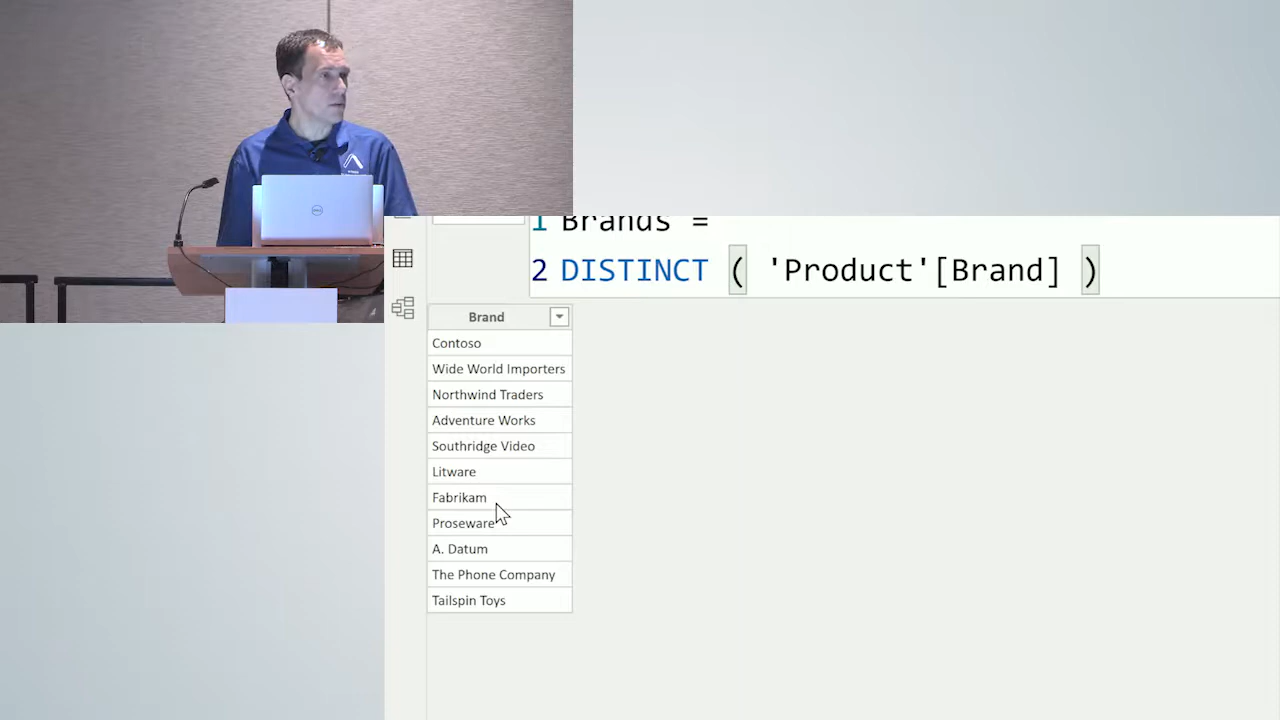 1 Brands =
2 DISTINCT ( 'Product'[Brand] )
Brand
Contoso
Wide World Importers
Northwind Traders
Adventure Works
Southridge Video
Litware
Fabrikam
Proseware
A. Datum
The Phone Company
Tailspin Toys
DELL